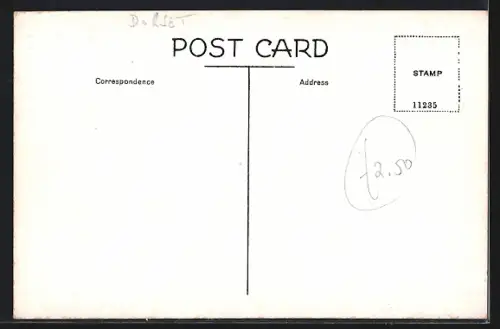 DORSET
POST CARD
Correspondence
Address
STAMP
11235
£2.50